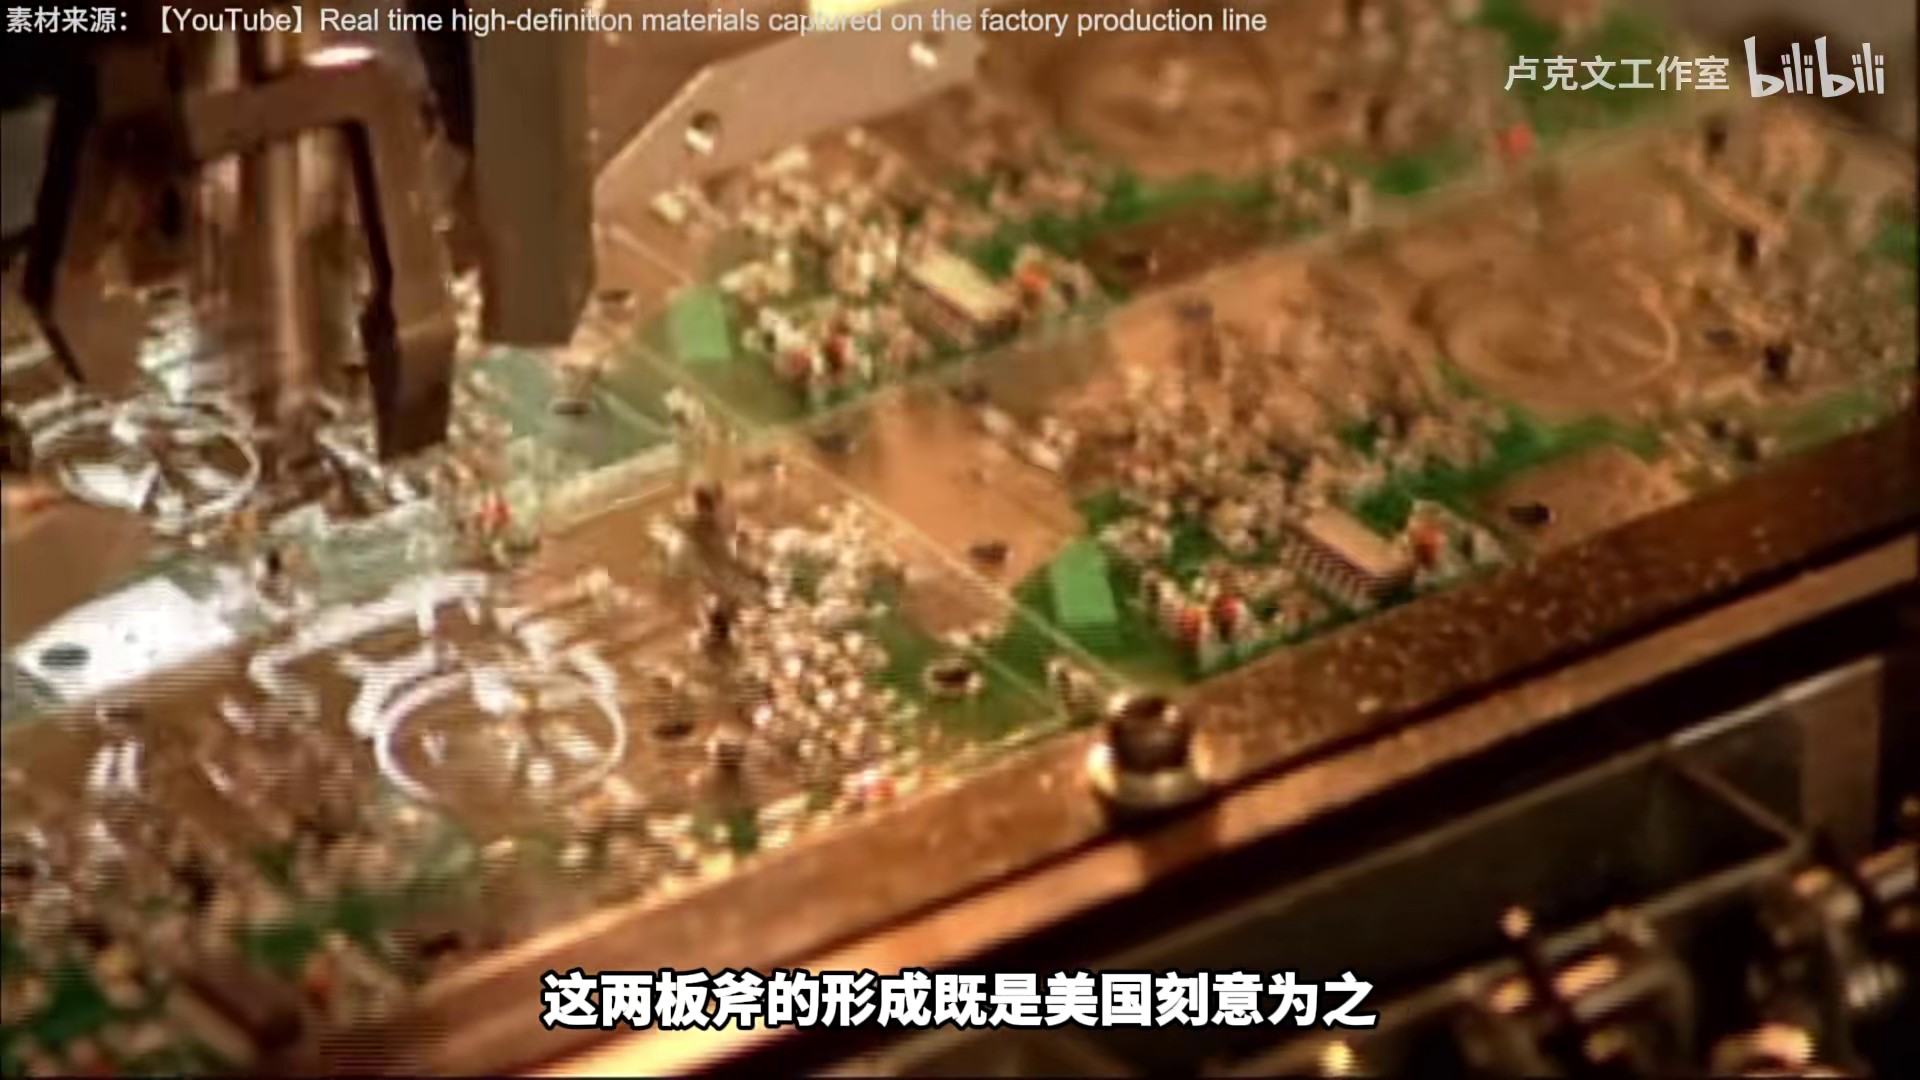 素材来源：【YouTube】Real time high-definition materials captured on the factory production line
卢克文工作室 bilibili
这两板斧的形成既是美国刻意为之